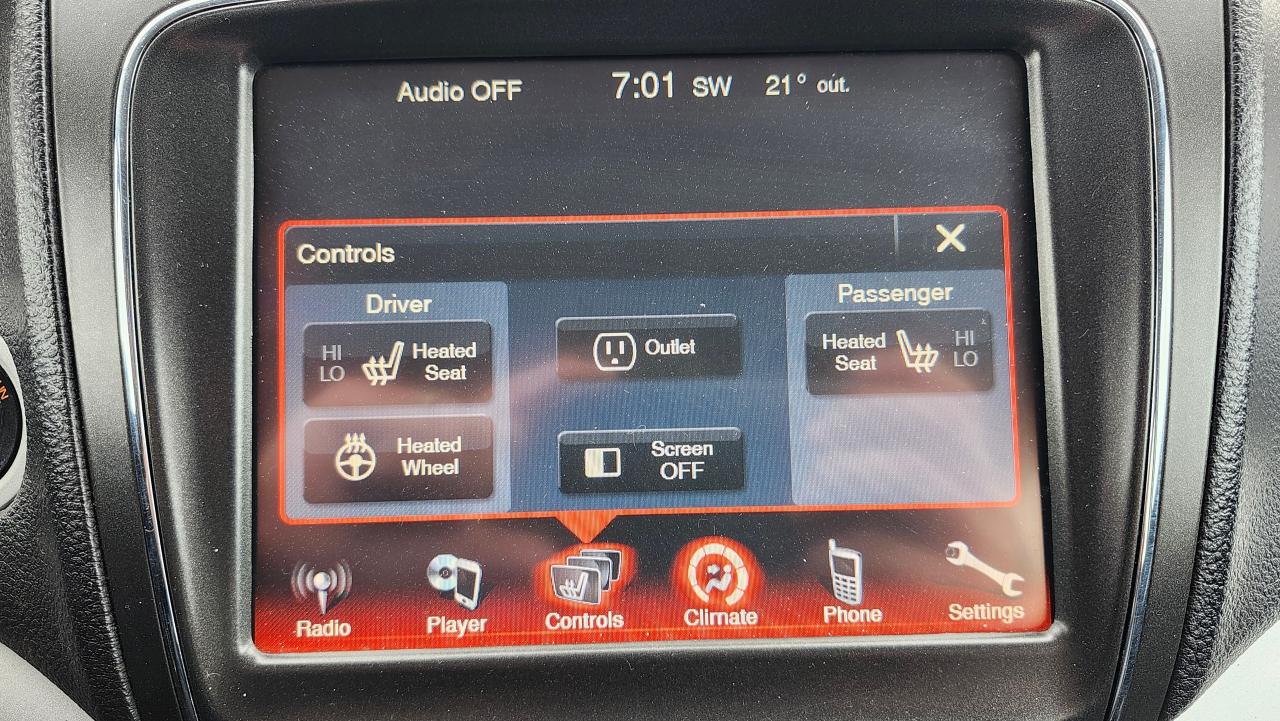 Audio OFF 7:01 SW 21° out.
Controls X
Driver
HI
LO
Heated
Seat
Heated
Wheel
Outlet
Screen
OFF
Passenger
Heated
Seat
HI
LO
Radio Player Controls Climate Phone Settings